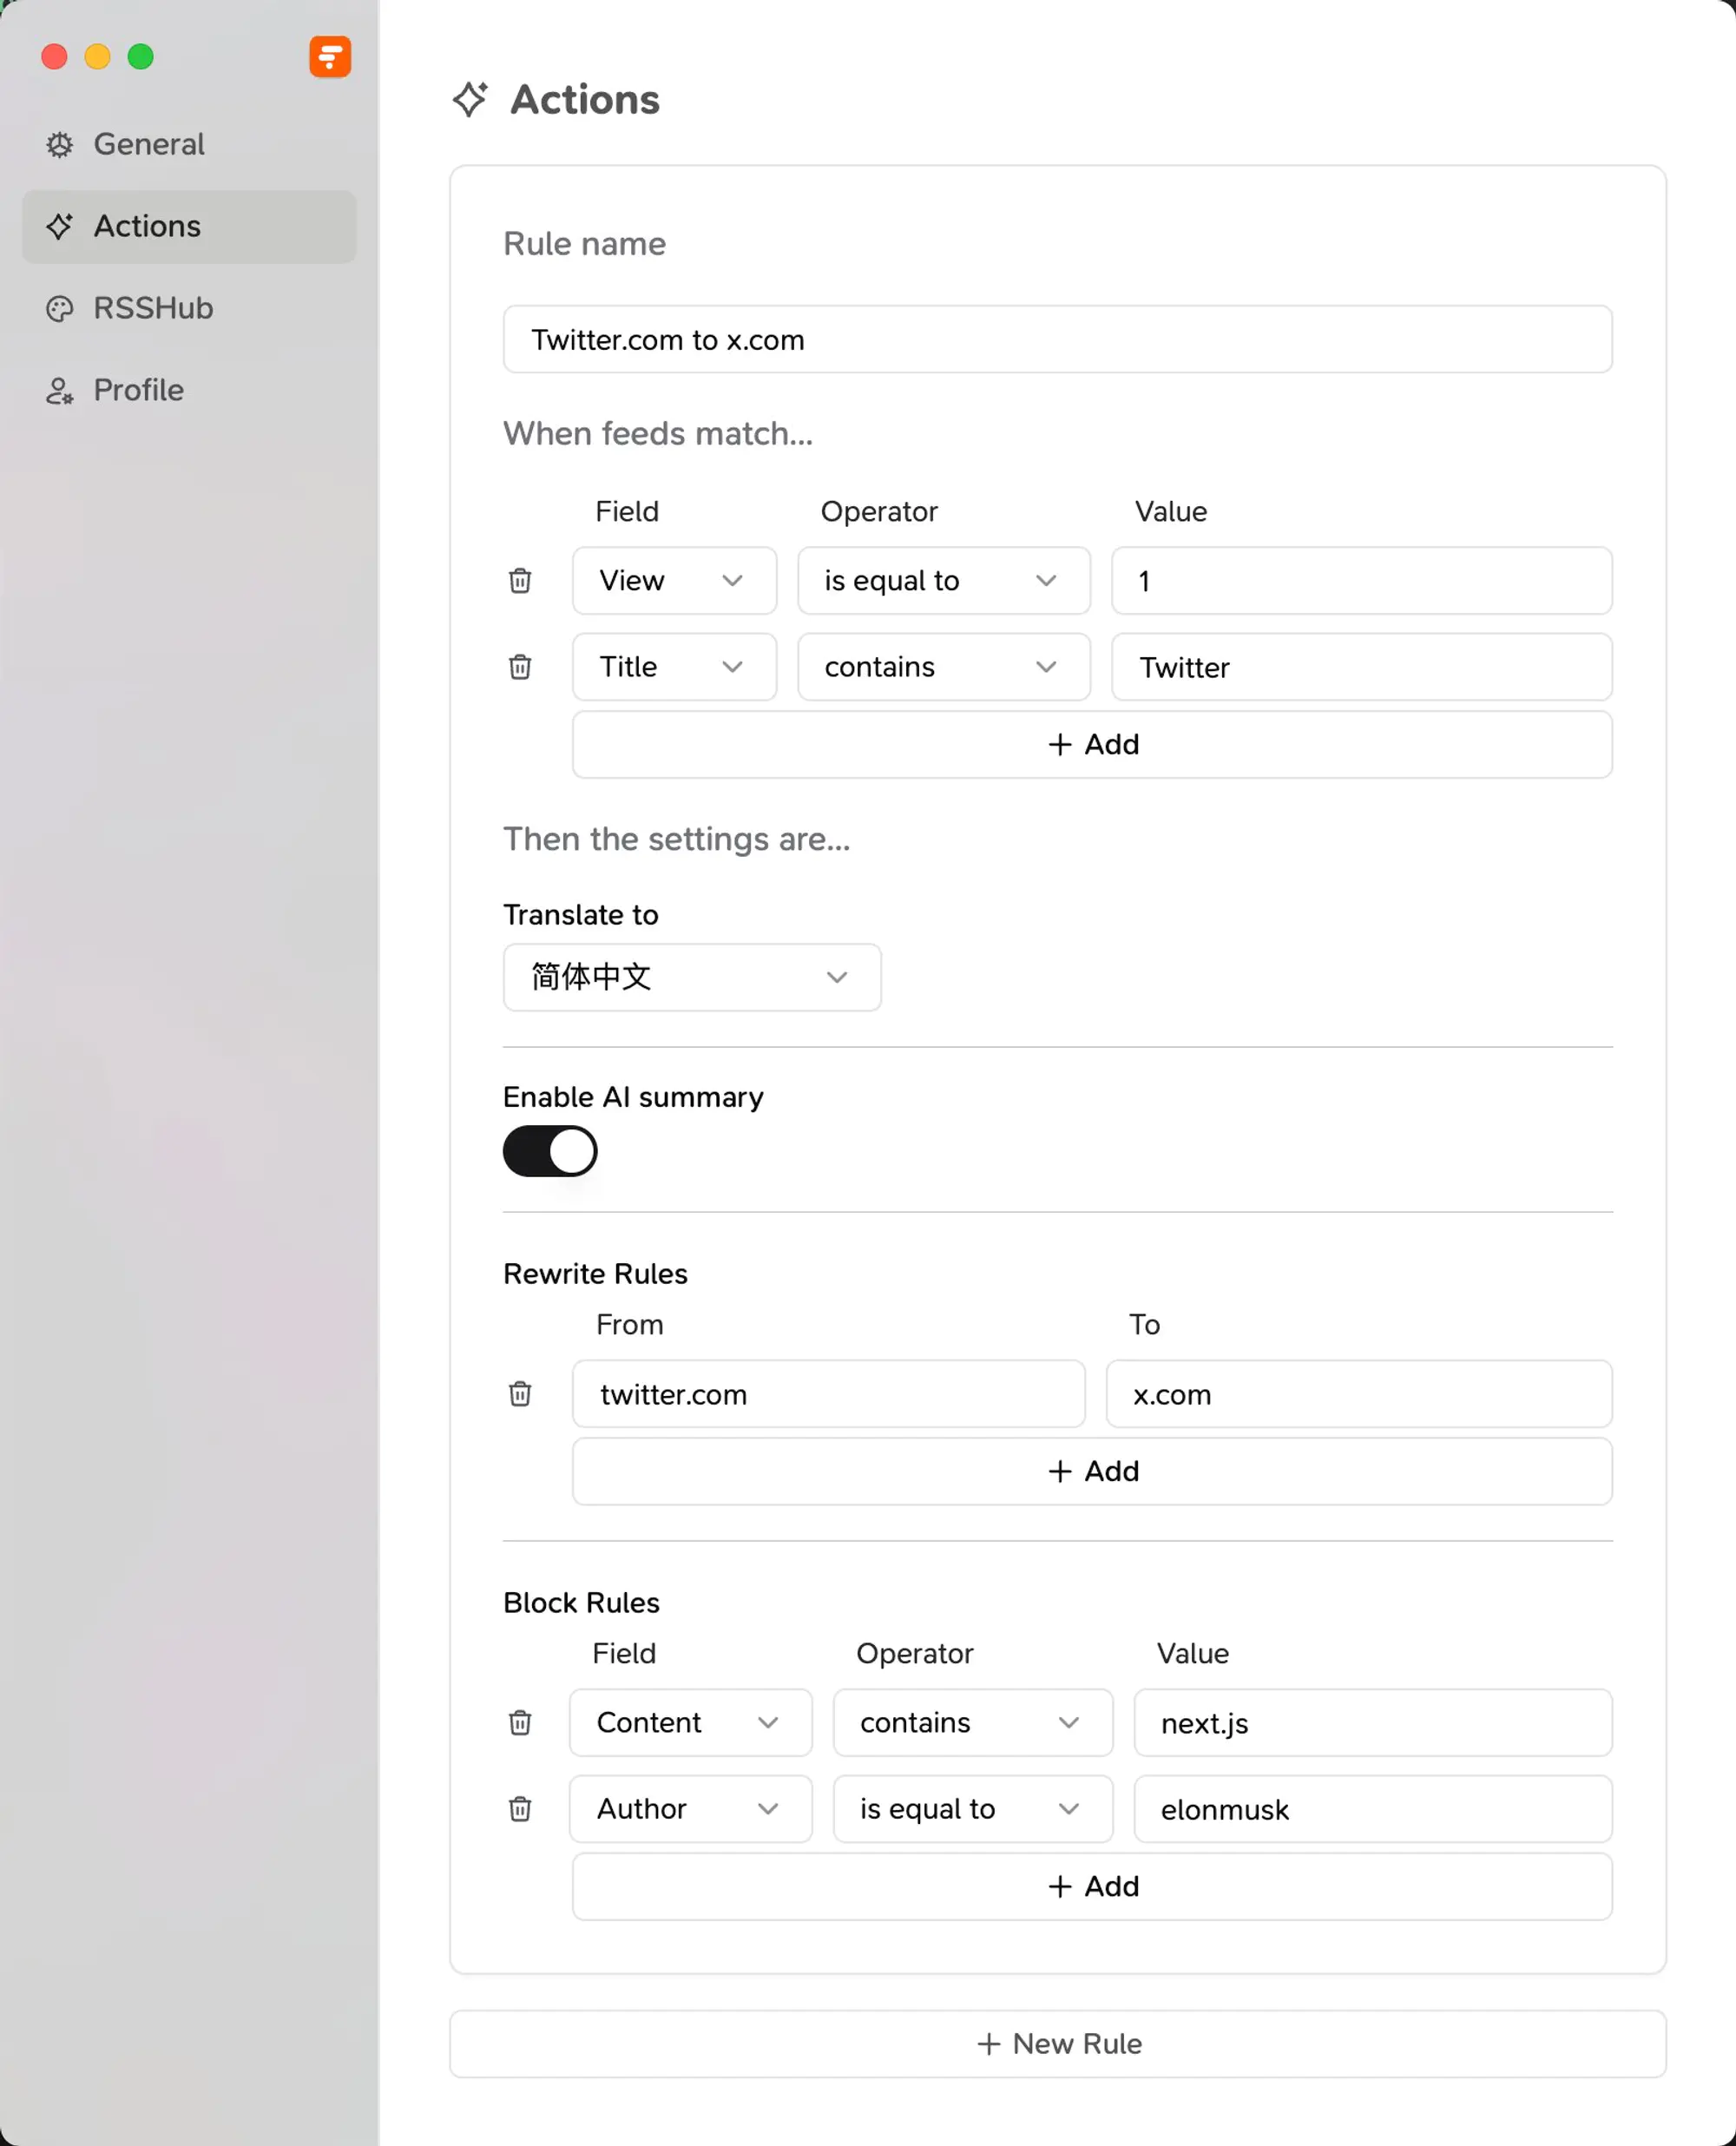 General
Actions
RSSHub
Profile
Actions
Rule name
Twitter.com to x.com
When feeds match...
Field Operator Value
View is equal to 1
Title contains Twitter
+ Add
Then the settings are...
Translate to
简体中文
Enable AI summary
Rewrite Rules
From To
twitter.com x.com
+ Add
Block Rules
Field Operator Value
Content contains next.js
Author is equal to elonmusk
+ Add
+ New Rule